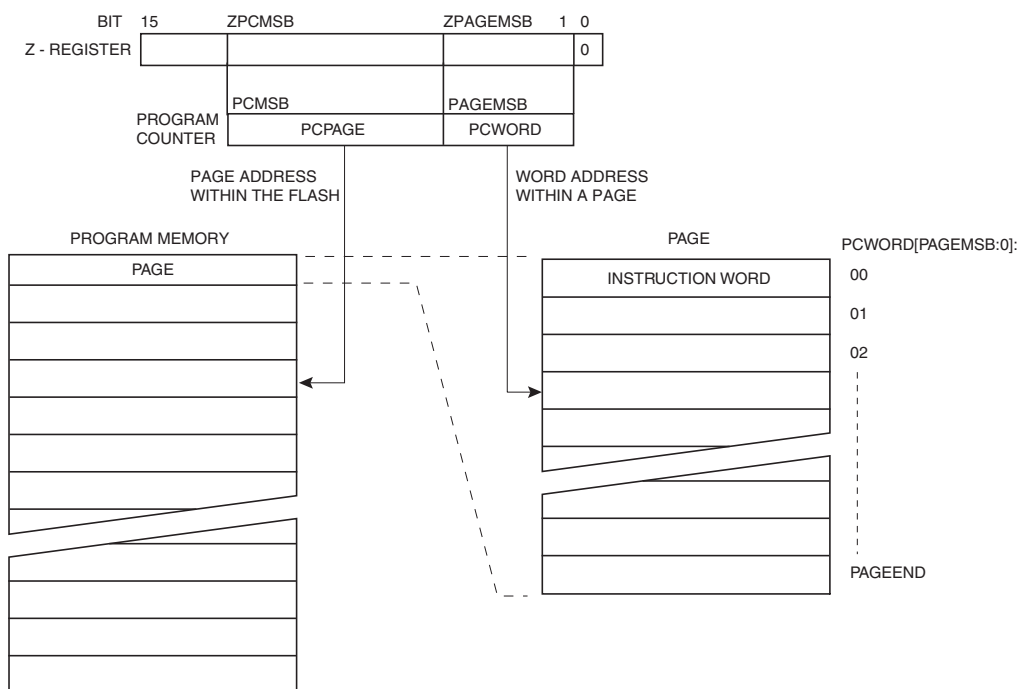 BIT 15 ZPCMSB ZPAGEMSB 1 0
Z - REGISTER 0
PCMSB PAGEMSB
PROGRAM
COUNTER
PCPAGE PCWORD
PAGE ADDRESS
WITHIN THE FLASH
WORD ADDRESS
WITHIN A PAGE
PROGRAM MEMORY
PAGE
PAGE
PCWORD[PAGEMSB:0]:
INSTRUCTION WORD
00
01
02
PAGEEND